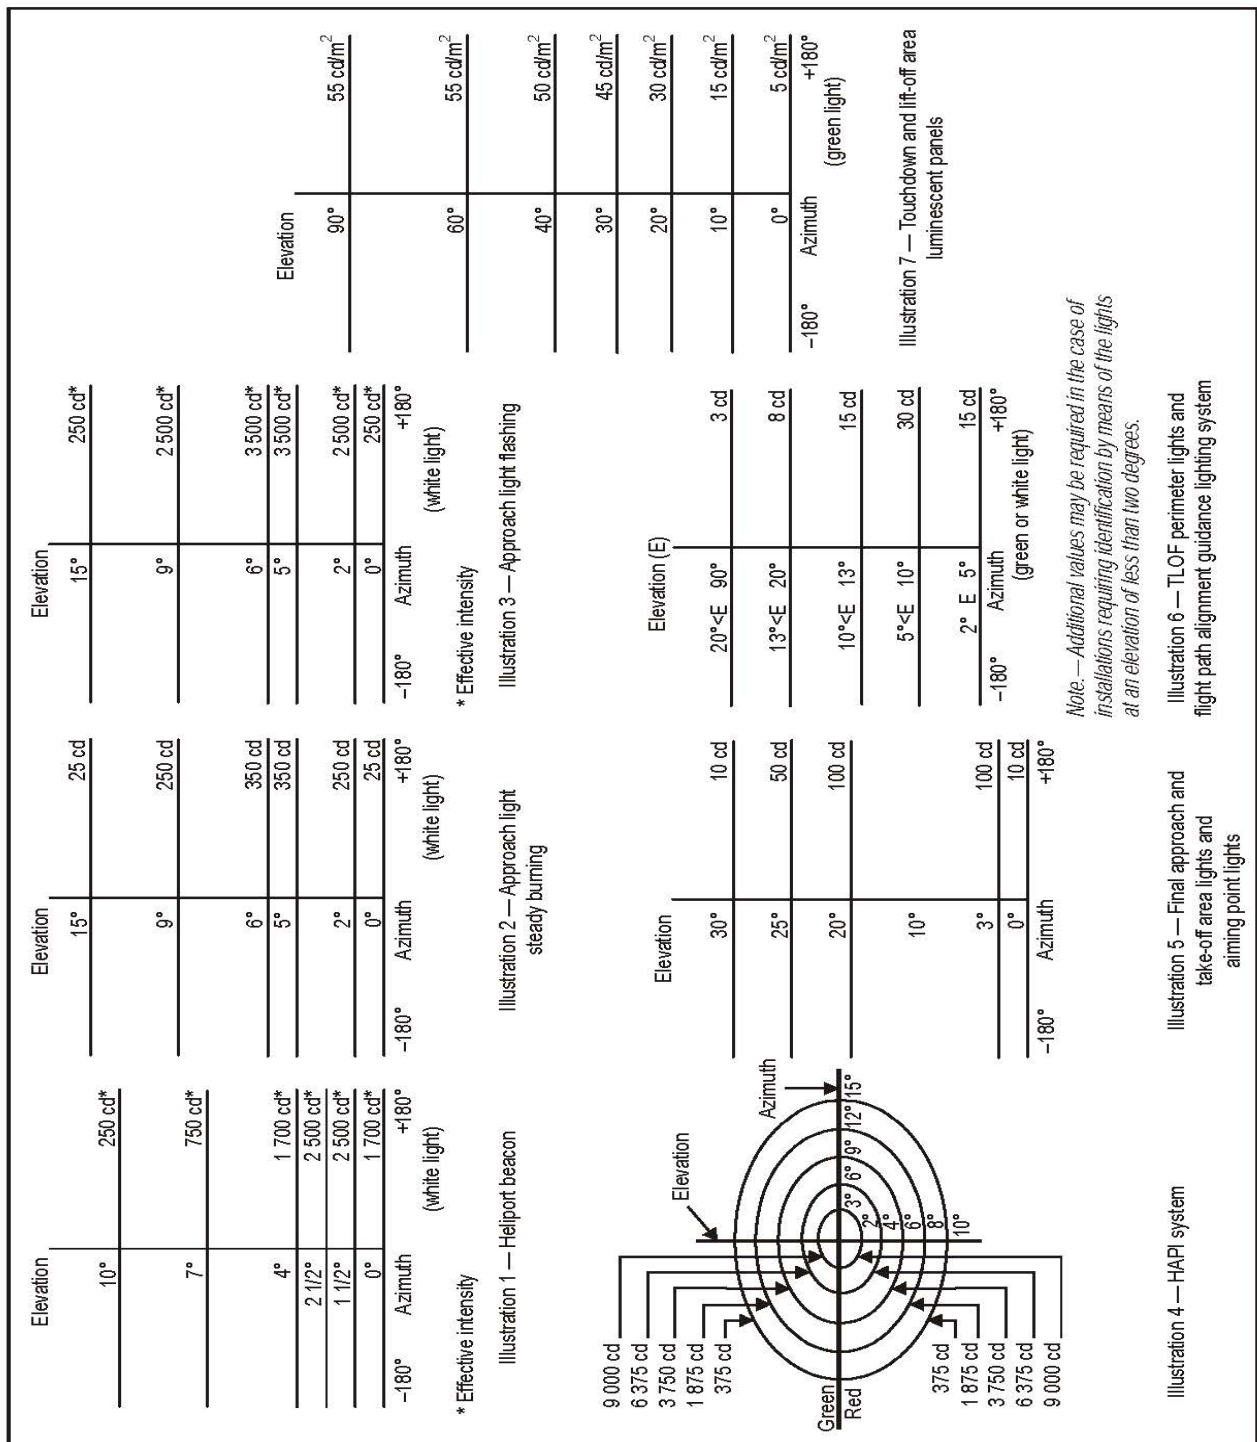 Elevation
10° 250 cd*
7° 750 cd*
4° 1 700 cd*
2 1/2° 2 500 cd*
1 1/2° 2 500 cd*
0° 1 700 cd*
−180° Azimuth +180°
(white light)
* Effective intensity
Illustration 1 — Heliport beacon
Elevation
15° 25 cd
9° 250 cd
6° 350 cd
5° 350 cd
2° 250 cd
0° 25 cd
−180° Azimuth +180°
(white light)
Illustration 2 — Approach light
steady burning
Elevation
15° 250 cd*
9° 2 500 cd*
6° 3 500 cd*
5° 3 500 cd*
2° 2 500 cd*
0° 250 cd*
−180° Azimuth +180°
(white light)
* Effective intensity
Illustration 3 — Approach light flashing
9 000 cd
6 375 cd
3 750 cd
1 875 cd
375 cd
Elevation
Azimuth
Green
Red
3° 6° 9° 12° 15°
2°
4°
6°
8°
10°
375 cd
1 875 cd
3 750 cd
6 375 cd
9 000 cd
Illustration 4 — HAPI system
Elevation
30° 10 cd
25° 50 cd
20° 100 cd
10°
3° 100 cd
0° 10 cd
−180° Azimuth +180°
Illustration 5 — Final approach and
take-off area lights and
aiming point lights
Elevation (E)
20°<E 90° 3 cd
13°<E 20° 8 cd
10°<E 13° 15 cd
5°<E 10° 30 cd
2° E 5° 15 cd
−180° Azimuth +180°
(green or white light)
Note.— Additional values may be required in the case of
installations requiring identification by means of the lights
at an elevation of less than two degrees.
Illustration 6 — TLOF perimeter lights and
flight path alignment guidance lighting system
Elevation
90° 55 cd/m²
60° 55 cd/m²
40° 50 cd/m²
30° 45 cd/m²
20° 30 cd/m²
10° 15 cd/m²
0° 5 cd/m²
−180° Azimuth +180°
(green light)
Illustration 7 — Touchdown and lift-off area
luminescent panels